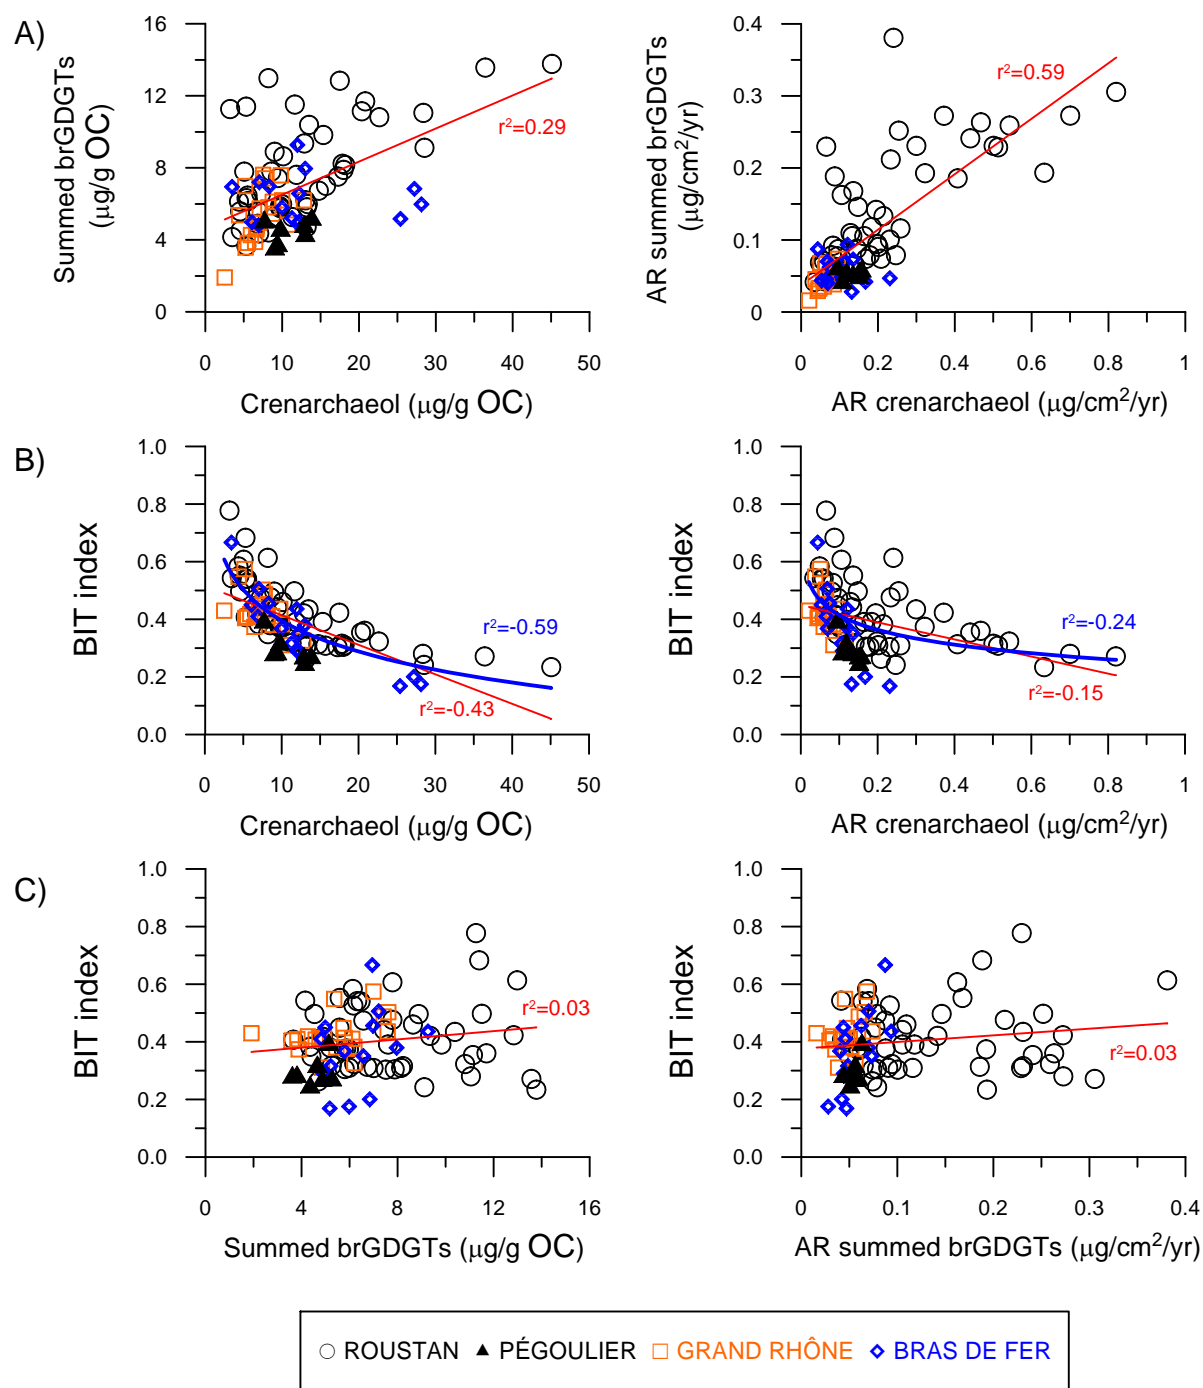 A)
Summed brGDGTs
(μg/g OC)
16
12
8
4
0
r²=0.29
0 10 20 30 40 50
Crenarchaeol (μg/g OC)
AR summed brGDGTs
(μg/cm²/yr)
0.4
0.3
0.2
0.1
0
r²=0.59
0 0.2 0.4 0.6 0.8 1
AR crenarchaeol (μg/cm²/yr)
B)
BIT index
1.0
0.8
0.6
0.4
0.2
0.0
r²=-0.59
r²=-0.43
0 10 20 30 40 50
Crenarchaeol (μg/g OC)
BIT index
1.0
0.8
0.6
0.4
0.2
0.0
r²=-0.24
r²=-0.15
0 0.2 0.4 0.6 0.8 1
AR crenarchaeol (μg/cm²/yr)
C)
BIT index
1.0
0.8
0.6
0.4
0.2
0.0
r²=0.03
0 4 8 12 16
Summed brGDGTs (μg/g OC)
BIT index
1.0
0.8
0.6
0.4
0.2
0.0
r²=0.03
0 0.1 0.2 0.3 0.4
AR summed brGDGTs (μg/cm²/yr)
ROUSTAN PÉGOULIER GRAND RHÔNE BRAS DE FER